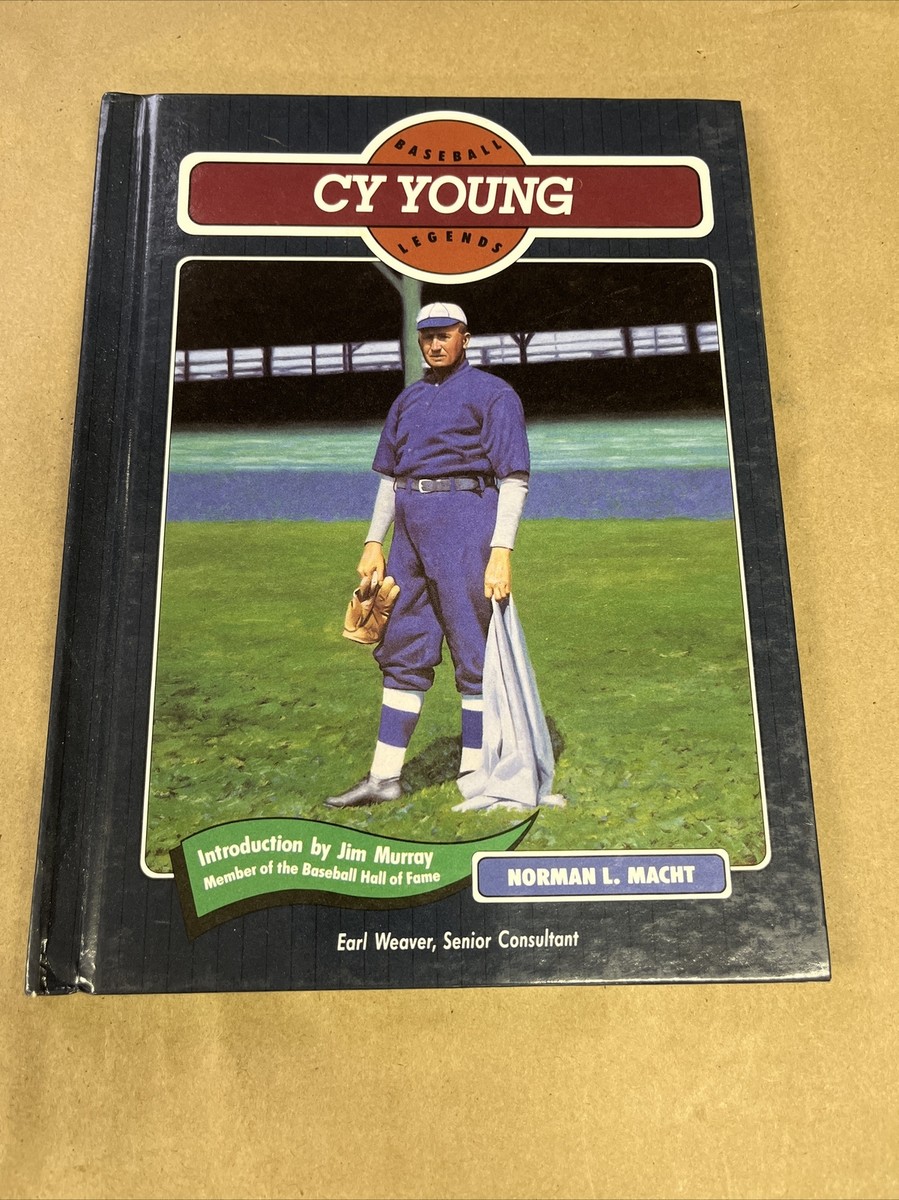 BASEBALL
CY YOUNG
LEGENDS
Introduction by Jim Murray
Member of the Baseball Hall of Fame
NORMAN L. MACHT
Earl Weaver, Senior Consultant